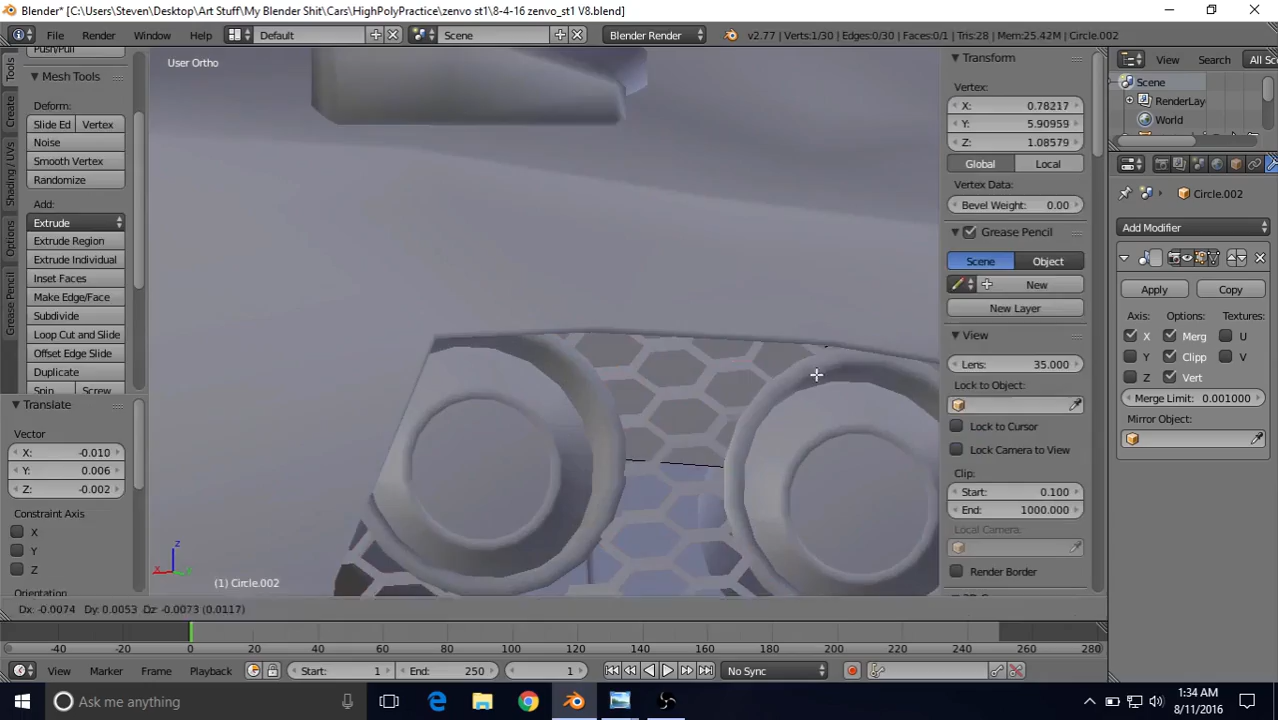 Blender* [C:\Users\Steven\Desktop\Art Stuff\My Blender Shit\Cars\HighPolyPractice\zenvo st1\8-4-16 zenvo_st1 V8.blend]
File Render Window Help Default Scene Blender Render v2.77 | Verts:1/30 | Edges:0/30 | Faces:0/1 | Tris:28 | Mem:25.42M | Circle.002
View Search All Sc
Tools
Create
Shading / UVs
Options
Grease Pencil
Push/Pull
Mesh Tools
Deform:
Slide Ed Vertex
Noise
Smooth Vertex
Randomize
Add:
Extrude
Extrude Region
Extrude Individual
Inset Faces
Make Edge/Face
Subdivide
Loop Cut and Slide
Offset Edge Slide
Duplicate
Spin Screw
Translate
Vector
X: -0.010
Y: 0.006
Z: -0.002
Constraint Axis
X
Y
Z
Orientation
User Ortho
z
x
(1) Circle.002
Dx: -0.0074 Dy: 0.0053 Dz: -0.0073 (0.0117)
Transform
Vertex:
X: 0.78217
Y: 5.90959
Z: 1.08579
Global Local
Vertex Data:
Bevel Weight: 0.00
Grease Pencil
Scene Object
New
New Layer
View
Lens: 35.000
Lock to Object:
Lock to Cursor
Lock Camera to View
Clip:
Start: 0.100
End: 1000.000
Local Camera:
Render Border
Scene
RenderLay
World
Circle.002
Add Modifier
Apply Copy
Axis: Options: Textures:
X Merg U
Y Clipp V
Z Vert
Merge Limit: 0.001000
Mirror Object:
-40 -20 0 20 40 60 80 100 120 140 160 180 200 220 240 260 280
View Marker Frame Playback Start: 1 End: 250 1 No Sync
Ask me anything
1:34 AM
8/11/2016